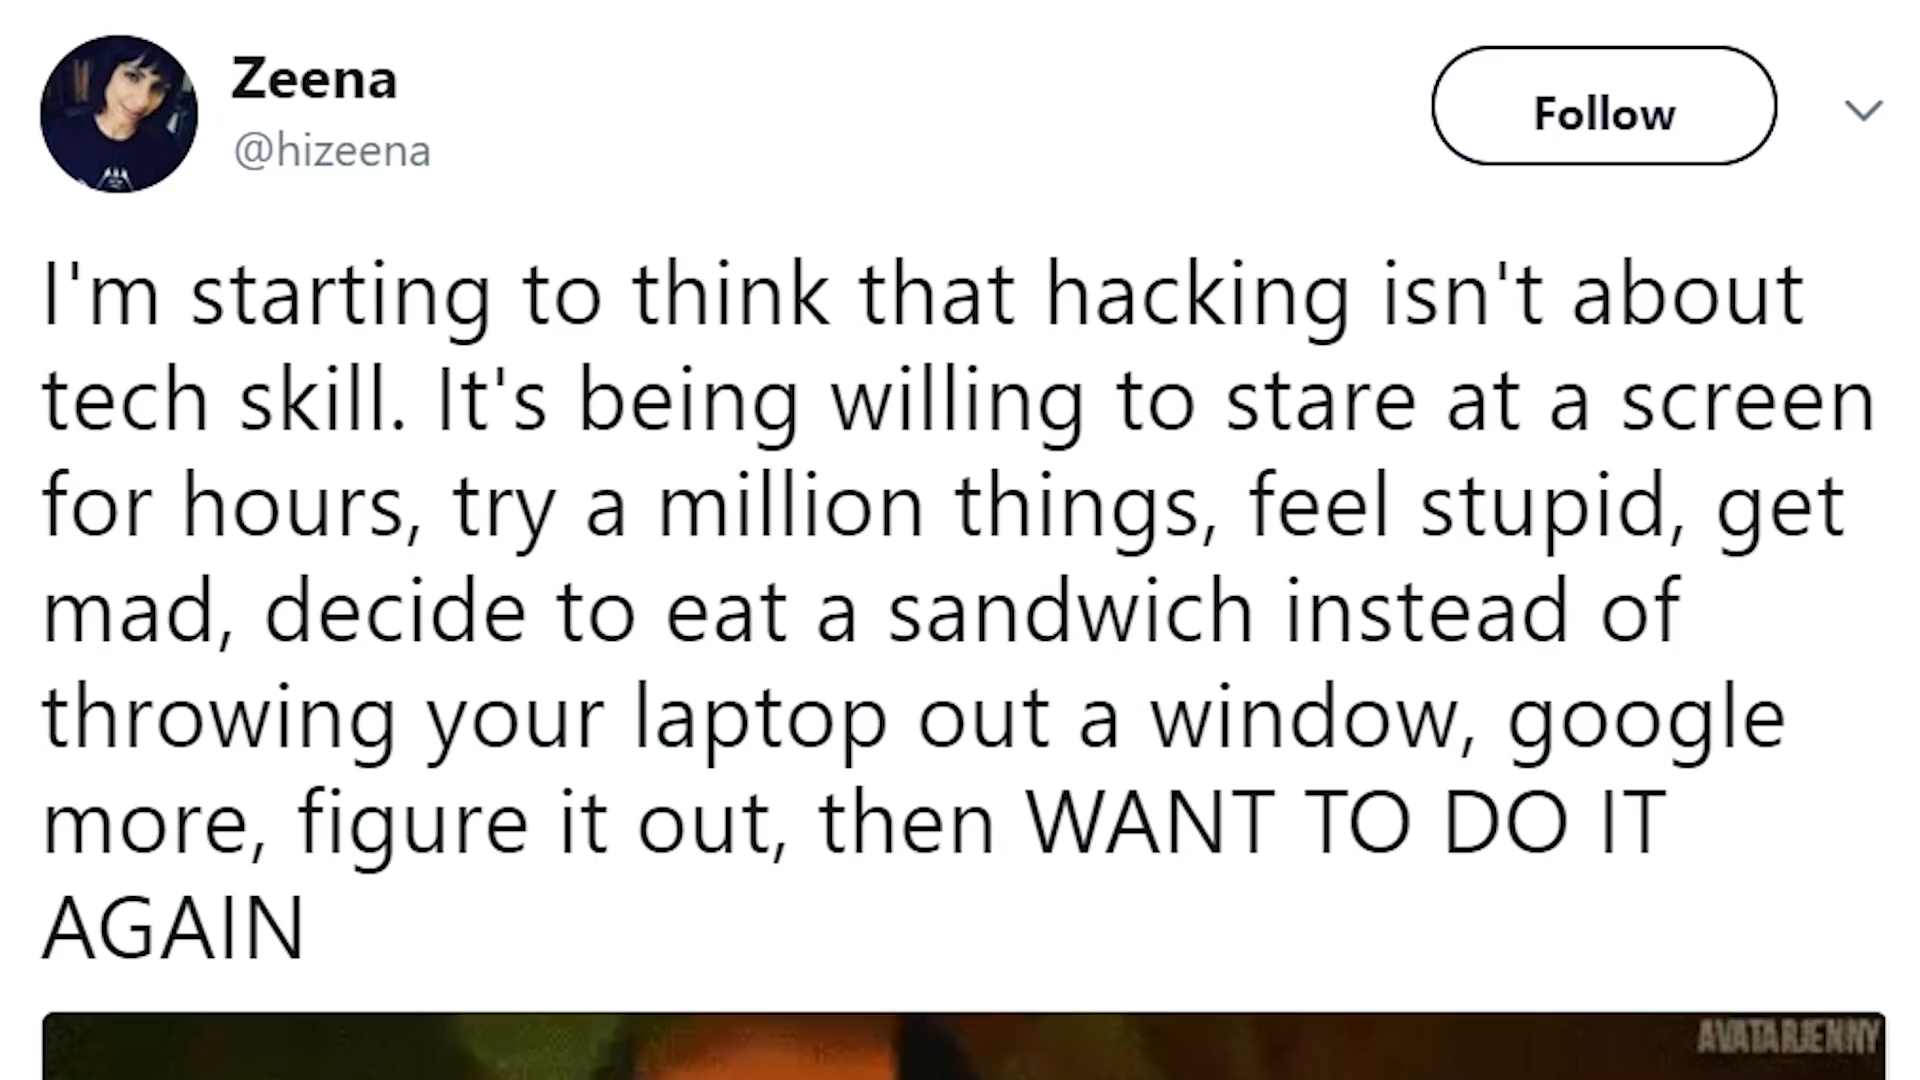 Zeena
@hizeena
Follow
I'm starting to think that hacking isn't about
tech skill. It's being willing to stare at a screen
for hours, try a million things, feel stupid, get
mad, decide to eat a sandwich instead of
throwing your laptop out a window, google
more, figure it out, then WANT TO DO IT
AGAIN
AVATARJENNY